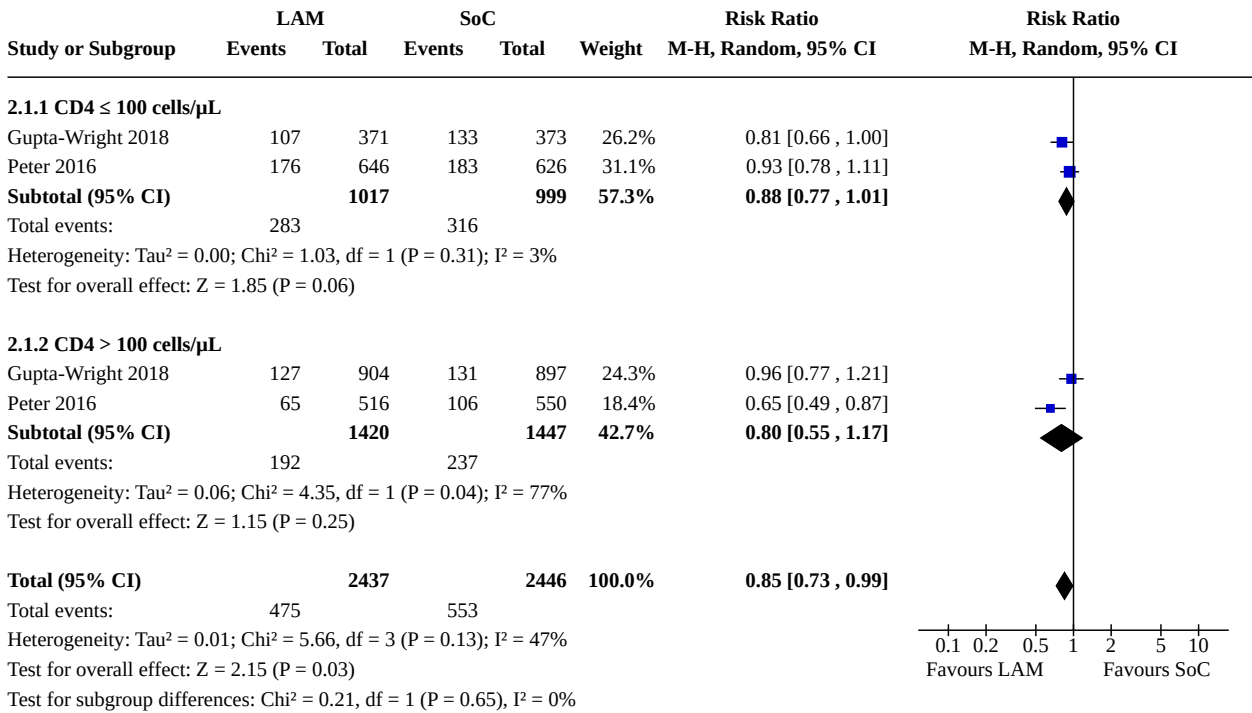 LAM SoC Risk Ratio Risk Ratio
Study or Subgroup Events Total Events Total Weight M-H, Random, 95% CI M-H, Random, 95% CI
2.1.1 CD4 ≤ 100 cells/µL
Gupta-Wright 2018 107 371 133 373 26.2% 0.81 [0.66 , 1.00]
Peter 2016 176 646 183 626 31.1% 0.93 [0.78 , 1.11]
Subtotal (95% CI) 1017 999 57.3% 0.88 [0.77 , 1.01]
Total events: 283 316
Heterogeneity: Tau² = 0.00; Chi² = 1.03, df = 1 (P = 0.31); I² = 3%
Test for overall effect: Z = 1.85 (P = 0.06)
2.1.2 CD4 > 100 cells/µL
Gupta-Wright 2018 127 904 131 897 24.3% 0.96 [0.77 , 1.21]
Peter 2016 65 516 106 550 18.4% 0.65 [0.49 , 0.87]
Subtotal (95% CI) 1420 1447 42.7% 0.80 [0.55 , 1.17]
Total events: 192 237
Heterogeneity: Tau² = 0.06; Chi² = 4.35, df = 1 (P = 0.04); I² = 77%
Test for overall effect: Z = 1.15 (P = 0.25)
Total (95% CI) 2437 2446 100.0% 0.85 [0.73 , 0.99]
Total events: 475 553
Heterogeneity: Tau² = 0.01; Chi² = 5.66, df = 3 (P = 0.13); I² = 47%
0.1 0.2 0.5 1 2 5 10
Test for overall effect: Z = 2.15 (P = 0.03) Favours LAM Favours SoC
Test for subgroup differences: Chi² = 0.21, df = 1 (P = 0.65), I² = 0%